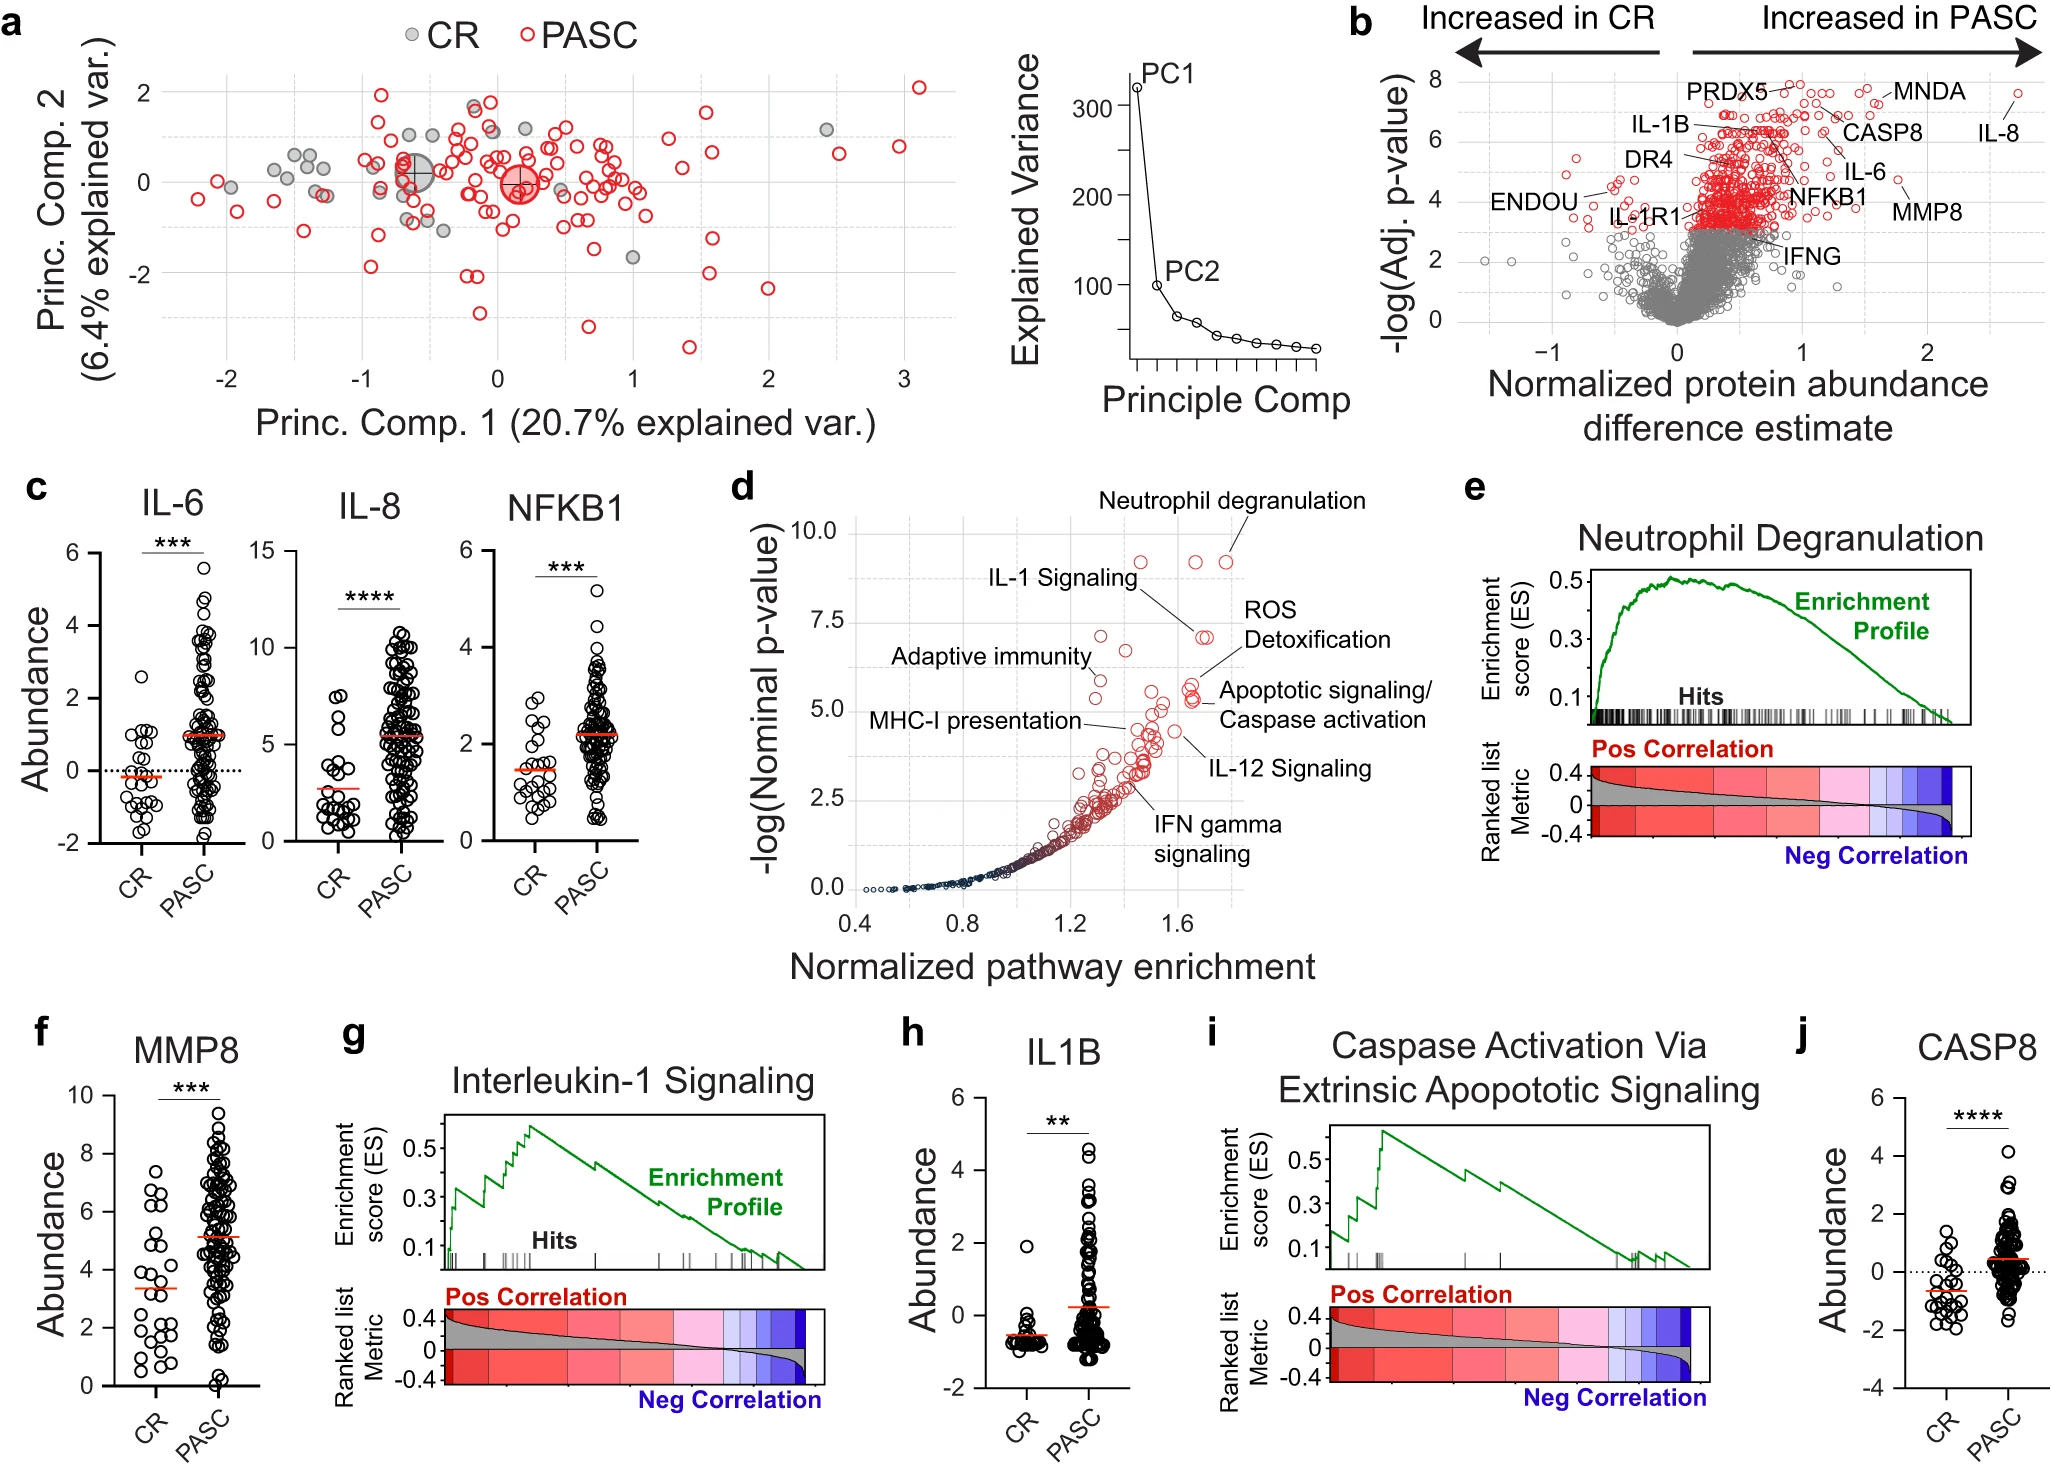 a
CR
PASC
Princ. Comp. 2
(6.4% explained var.)
2
0
-2
-2
-1
0
1
2
3
Princ. Comp. 1 (20.7% explained var.)
Explained Variance
300
200
100
PC1
PC2
Principle Comp
b
Increased in CR
Increased in PASC
-log(Adj. p-value)
8
6
4
2
0
PRDX5
MNDA
IL-1B
CASP8
IL-8
DR4
IL-6
ENDOU
NFKB1
IL-1R1
MMP8
IFNG
−1
0
1
2
Normalized protein abundance
difference estimate
c
Abundance
IL-6
***
6
4
2
0
-2
CR
PASC
IL-8
****
15
10
5
0
CR
PASC
NFKB1
***
6
4
2
0
CR
PASC
d
-log(Nominal p-value)
10.0
7.5
5.0
2.5
0.0
Neutrophil degranulation
IL-1 Signaling
ROS
Detoxification
Adaptive immunity
Apoptotic signaling/
Caspase activation
MHC-I presentation
IL-12 Signaling
IFN gamma
signaling
0.4
0.8
1.2
1.6
Normalized pathway enrichment
e
Neutrophil Degranulation
Enrichment
score (ES)
0.5
0.3
0.1
Enrichment
Profile
Hits
Pos Correlation
Ranked list
Metric
0.4
0
-0.4
Neg Correlation
f
MMP8
***
Abundance
10
8
6
4
2
0
CR
PASC
g
Interleukin-1 Signaling
Enrichment
score (ES)
0.5
0.3
0.1
Enrichment
Profile
Hits
Pos Correlation
Ranked list
Metric
0.4
0
-0.4
Neg Correlation
h
IL1B
**
Abundance
6
4
2
0
-2
CR
PASC
i
Caspase Activation Via
Extrinsic Apopototic Signaling
Enrichment
score (ES)
0.5
0.3
0.1
Pos Correlation
Ranked list
Metric
0.4
0
-0.4
Neg Correlation
j
CASP8
****
Abundance
6
4
2
0
-2
-4
CR
PASC